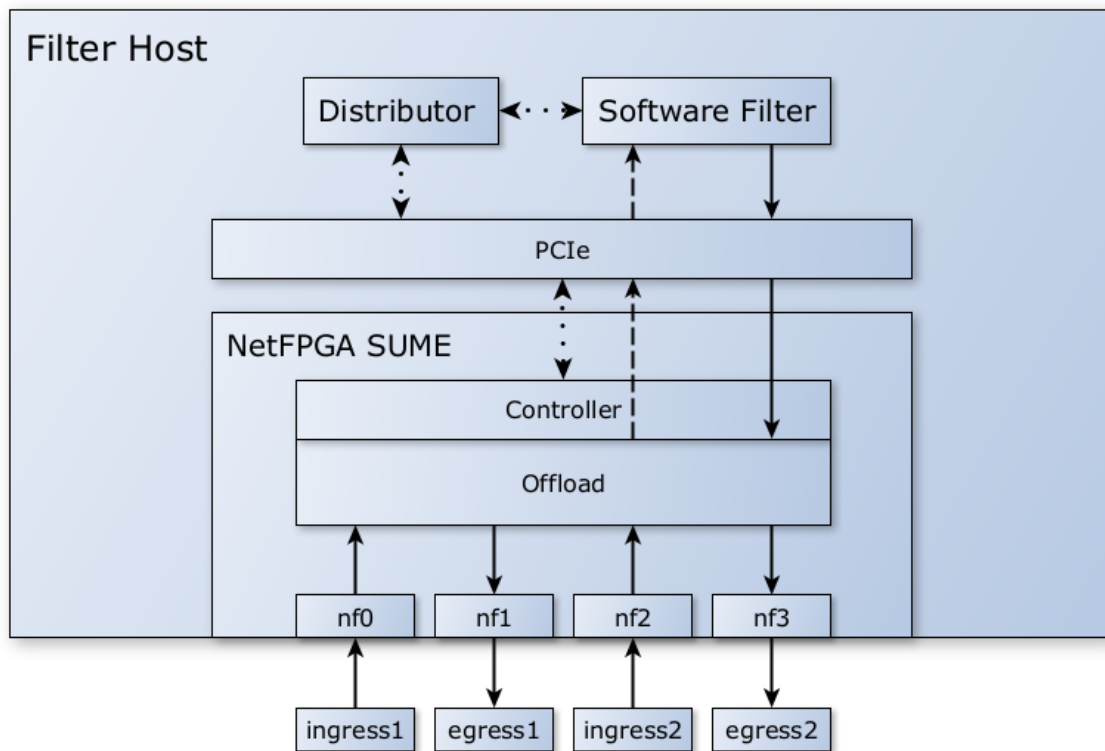 Filter Host
Distributor
Software Filter
PCIe
NetFPGA SUME
Controller
Offload
nf0
nf1
nf2
nf3
ingress1
egress1
ingress2
egress2